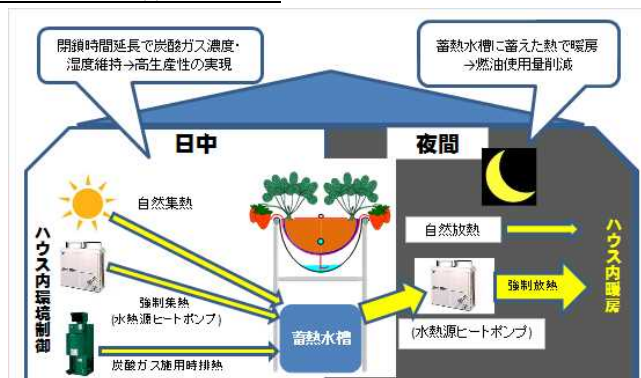 閉鎖時間延長で炭酸ガス濃度・
湿度維持→高生産性の実現
蓄熱水槽に蓄えた熱で暖房
→燃油使用量削減
日中
夜間
自然集熱
ハウス内環境制御
強制集熱
(水熱源ヒートポンプ)
炭酸ガス施用時排熱
蓄熱水槽
自然放熱
強制放熱
(水熱源ヒートポンプ)
ハウス内暖房